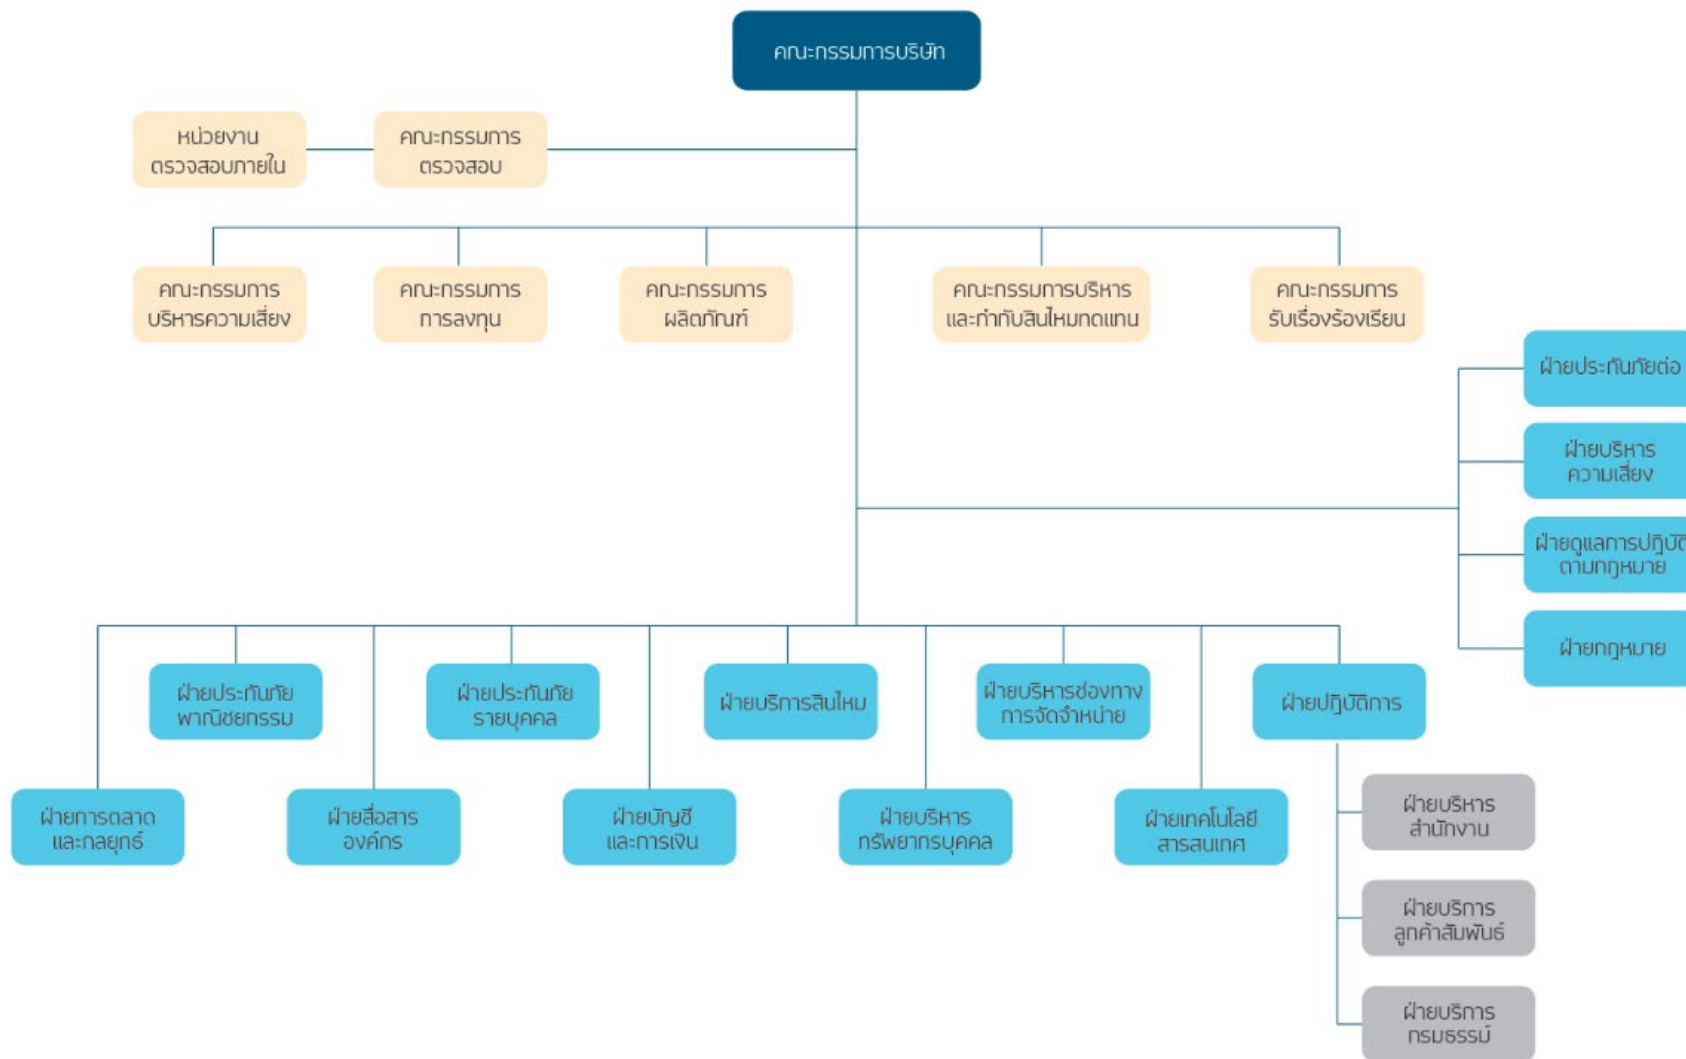 คณะกรรมการบริษัท
หน่วยงาน
ตรวจสอบภายใน
คณะกรรมการ
ตรวจสอบ
คณะกรรมการ
บริหารความเสี่ยง
คณะกรรมการ
การลงทุน
คณะกรรมการ
ผลิตภัณฑ์
คณะกรรมการบริหาร
และกำกับสินไหมทดแทน
คณะกรรมการ
รับเรื่องร้องเรียน
ฝ่ายประกันภัยต่อ
ฝ่ายบริหาร
ความเสี่ยง
ฝ่ายดูแลการปฏิบัติ
ตามกฎหมาย
ฝ่ายกฎหมาย
ฝ่ายประกันภัย
พาณิชยกรรม
ฝ่ายประกันภัย
รายบุคคล
ฝ่ายบริการสินไหม
ฝ่ายบริหารช่องทาง
การจัดจำหน่าย
ฝ่ายปฏิบัติการ
ฝ่ายการตลาด
และกลยุทธ์
ฝ่ายสื่อสาร
องค์กร
ฝ่ายบัญชี
และการเงิน
ฝ่ายบริหาร
ทรัพยากรบุคคล
ฝ่ายเทคโนโลยี
สารสนเทศ
ฝ่ายบริหาร
สำนักงาน
ฝ่ายบริการ
ลูกค้าสัมพันธ์
ฝ่ายบริการ
กรมธรรม์